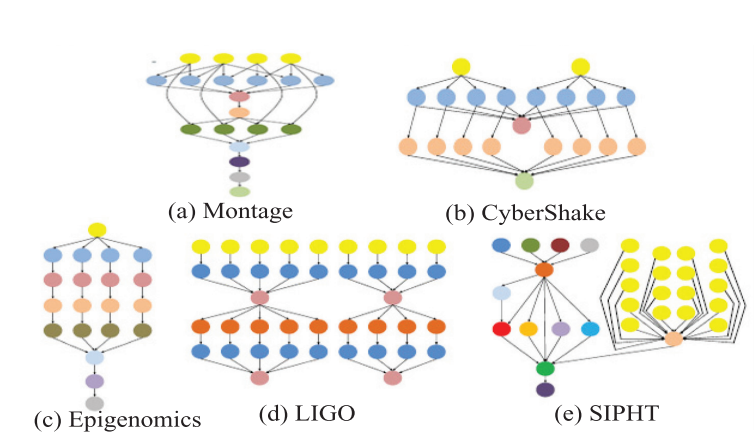 (a) Montage
(b) CyberShake
(c) Epigenomics
(d) LIGO
(e) SIPHT